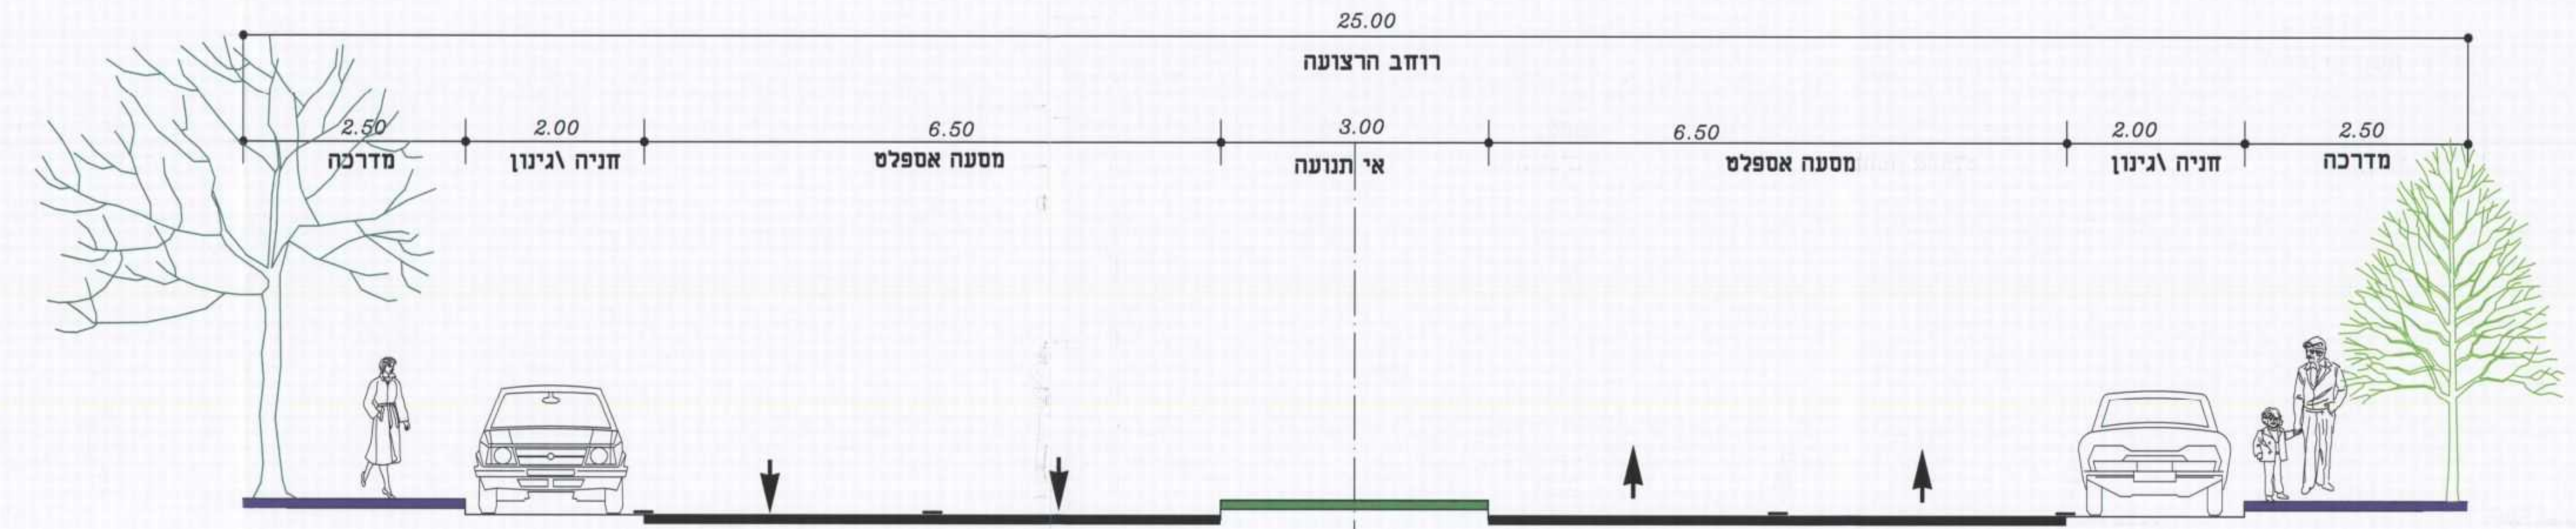 25.00
רוחב הרצועה
2.50 2.00 6.50 3.00 6.50 2.00 2.50
מדרכה חניה \גינון מסעה אספלט אי תנועה מסעה אספלט חניה \גינון מדרכה